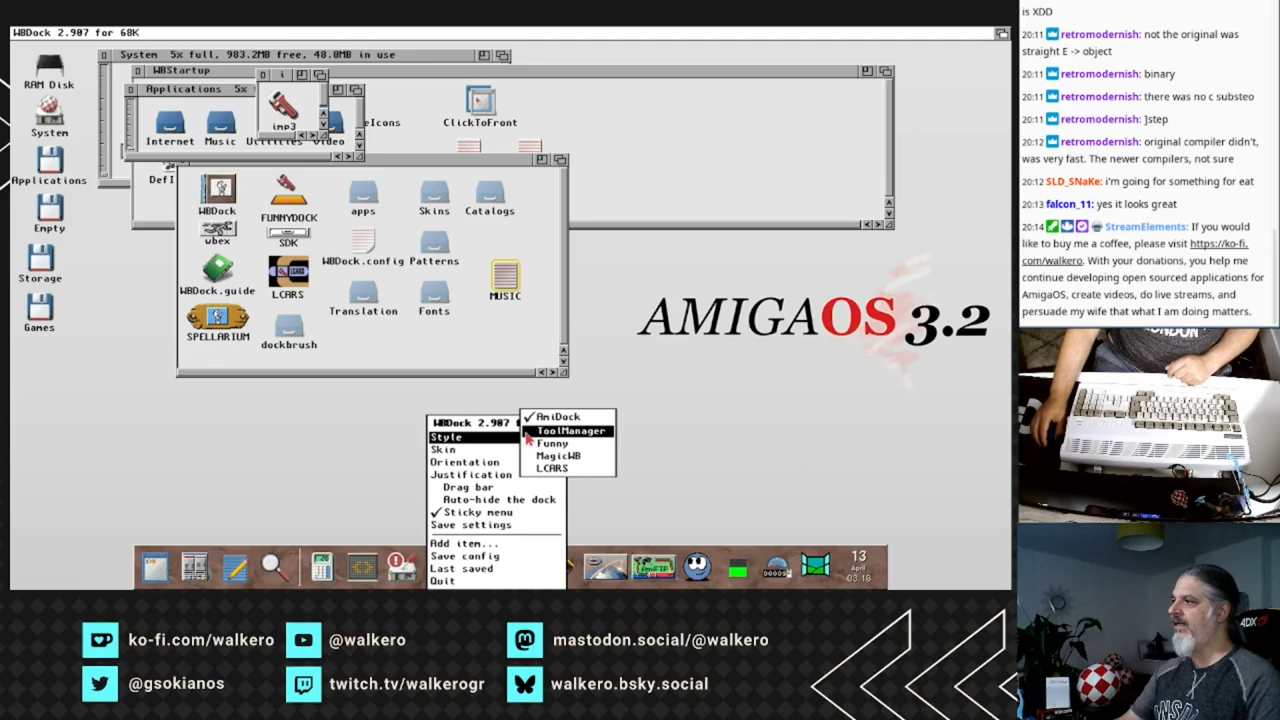 WBDock 2.907 for 68K
RAM Disk
System
Applications
Empty
Storage
Games
System 5x full, 983.2MB free, 48.8MB in use
WBStartup
i
Applications 5x
Internet
Music
Utilities
Video
imp3
eIcons
ClickToFront
DefI
WBDock
FUNNYDOCK
apps
Skins
Catalogs
wbex
SDK
WBDock.config
Patterns
WBDock.guide
LCARS
MUSIC
Translation
Fonts
SPELLARIUM
dockbrush
AMIGAOS 3.2
WBDock 2.907 f
Style
Skin
Orientation
Justification
Drag bar
Auto-hide the dock
Sticky menu
Save settings
Add item...
Save config
Last saved
Quit
AmiDock
ToolManager
Funny
MagicWB
LCARS
13
April
03.16
is XDD
20:11 retromodernish: not the original was
straight E -> object
20:11 retromodernish: binary
20:11 retromodernish: there was no c substeo
20:11 retromodernish: ]step
20:12 retromodernish: original compiler didn't,
was very fast. The newer compilers, not sure
20:12 SLD_SNaKe: i'm going for something for eat
20:13 falcon_11: yes it looks great
20:14 StreamElements: If you would
like to buy me a coffee, please visit https://ko-fi.
com/walkero. With your donations, you help me
continue developing open sourced applications for
AmigaOS, create videos, do live streams, and
persuade my wife that what I am doing matters.
ko-fi.com/walkero
@walkero
mastodon.social/@walkero
@gsokianos
twitch.tv/walkerogr
walkero.bsky.social